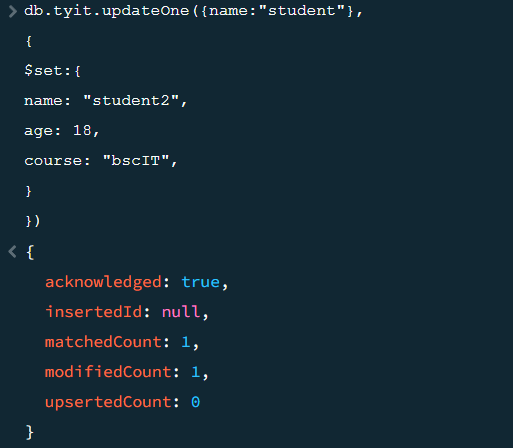 > db.tyit.updateOne({name:"student"},
{
$set:{
name: "student2",
age: 18,
course: "bscIT",
}
})
< {
acknowledged: true,
insertedId: null,
matchedCount: 1,
modifiedCount: 1,
upsertedCount: 0
}